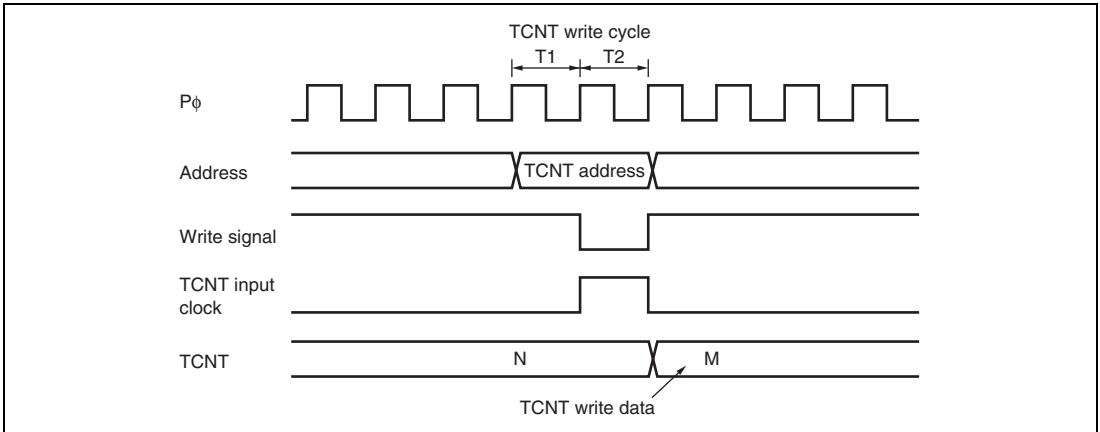 TCNT write cycle
T1 T2
Pϕ
Address
TCNT address
Write signal
TCNT input
clock
TCNT
N
M
TCNT write data